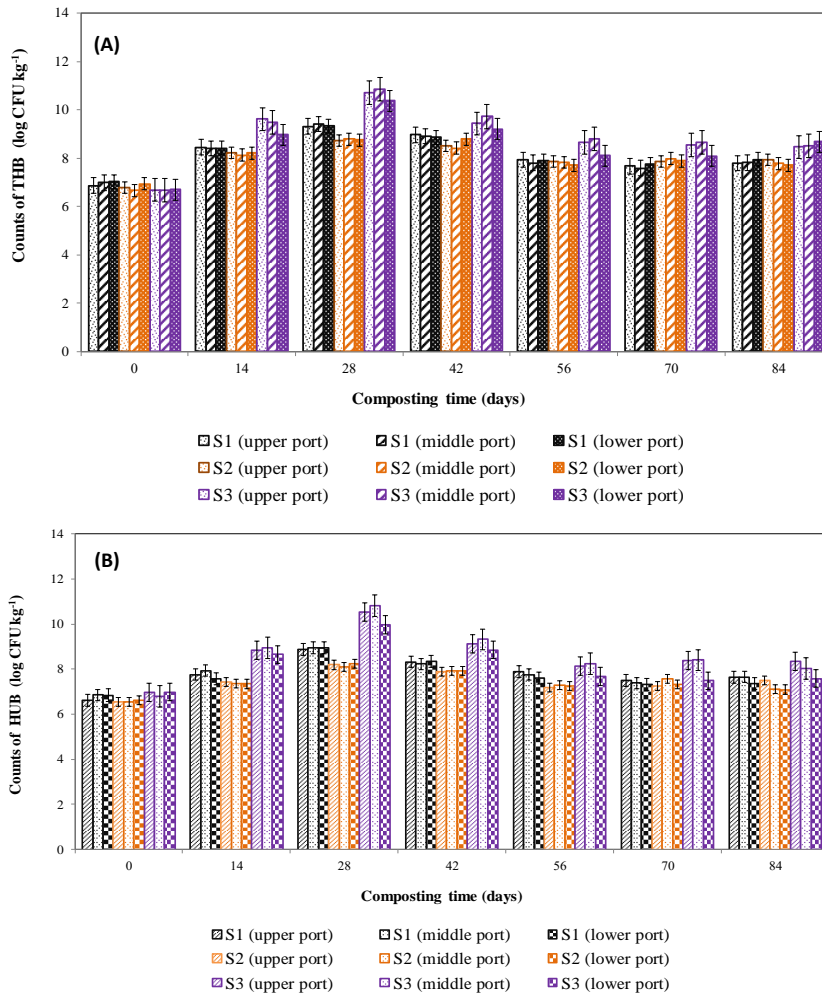 (A)
Counts of THB (log CFU kg-1)
14
12
10
8
6
4
2
0
0 14 28 42 56 70 84
Composting time (days)
S1 (upper port) S1 (middle port) S1 (lower port)
S2 (upper port) S2 (middle port) S2 (lower port)
S3 (upper port) S3 (middle port) S3 (lower port)
(B)
Counts of HUB (log CFU kg-1)
14
12
10
8
6
4
2
0
0 14 28 42 56 70 84
Composting time (days)
S1 (upper port) S1 (middle port) S1 (lower port)
S2 (upper port) S2 (middle port) S2 (lower port)
S3 (upper port) S3 (middle port) S3 (lower port)